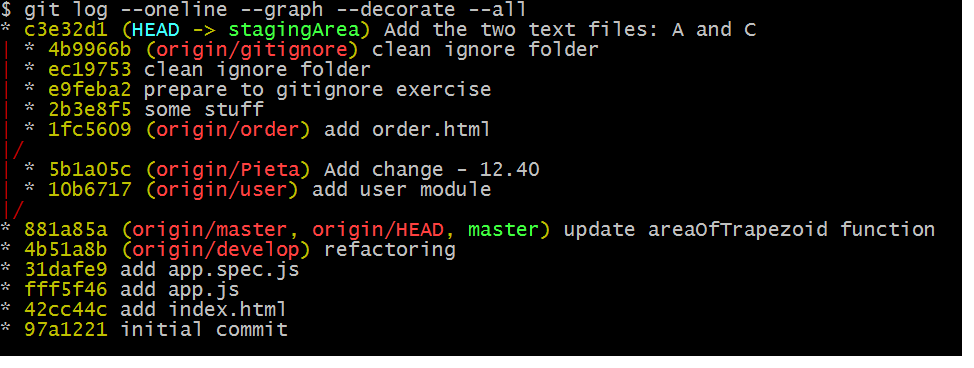 $ git log --oneline --graph --decorate --all
* c3e32d1 (HEAD -> stagingArea) Add the two text files: A and C
| * 4b9966b (origin/gitignore) clean ignore folder
| * ec19753 clean ignore folder
| * e9feba2 prepare to gitignore exercise
| * 2b3e8f5 some stuff
| * 1fc5609 (origin/order) add order.html
|/
| * 5b1a05c (origin/Pieta) Add change - 12.40
| * 10b6717 (origin/user) add user module
|/
* 881a85a (origin/master, origin/HEAD, master) update areaOfTrapezoid function
* 4b51a8b (origin/develop) refactoring
* 31dafe9 add app.spec.js
* fff5f46 add app.js
* 42cc44c add index.html
* 97a1221 initial commit